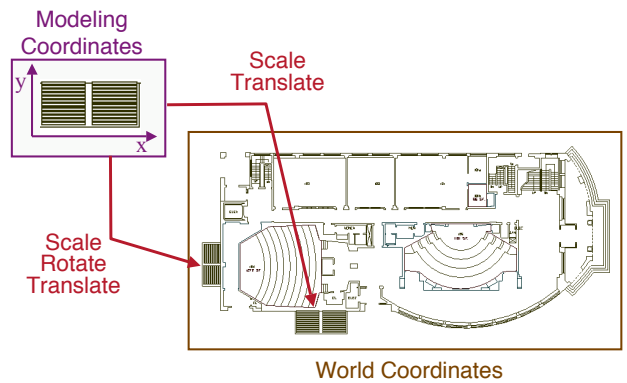 Modeling
Coordinates
y
x
Scale
Translate
Scale
Rotate
Translate
World Coordinates